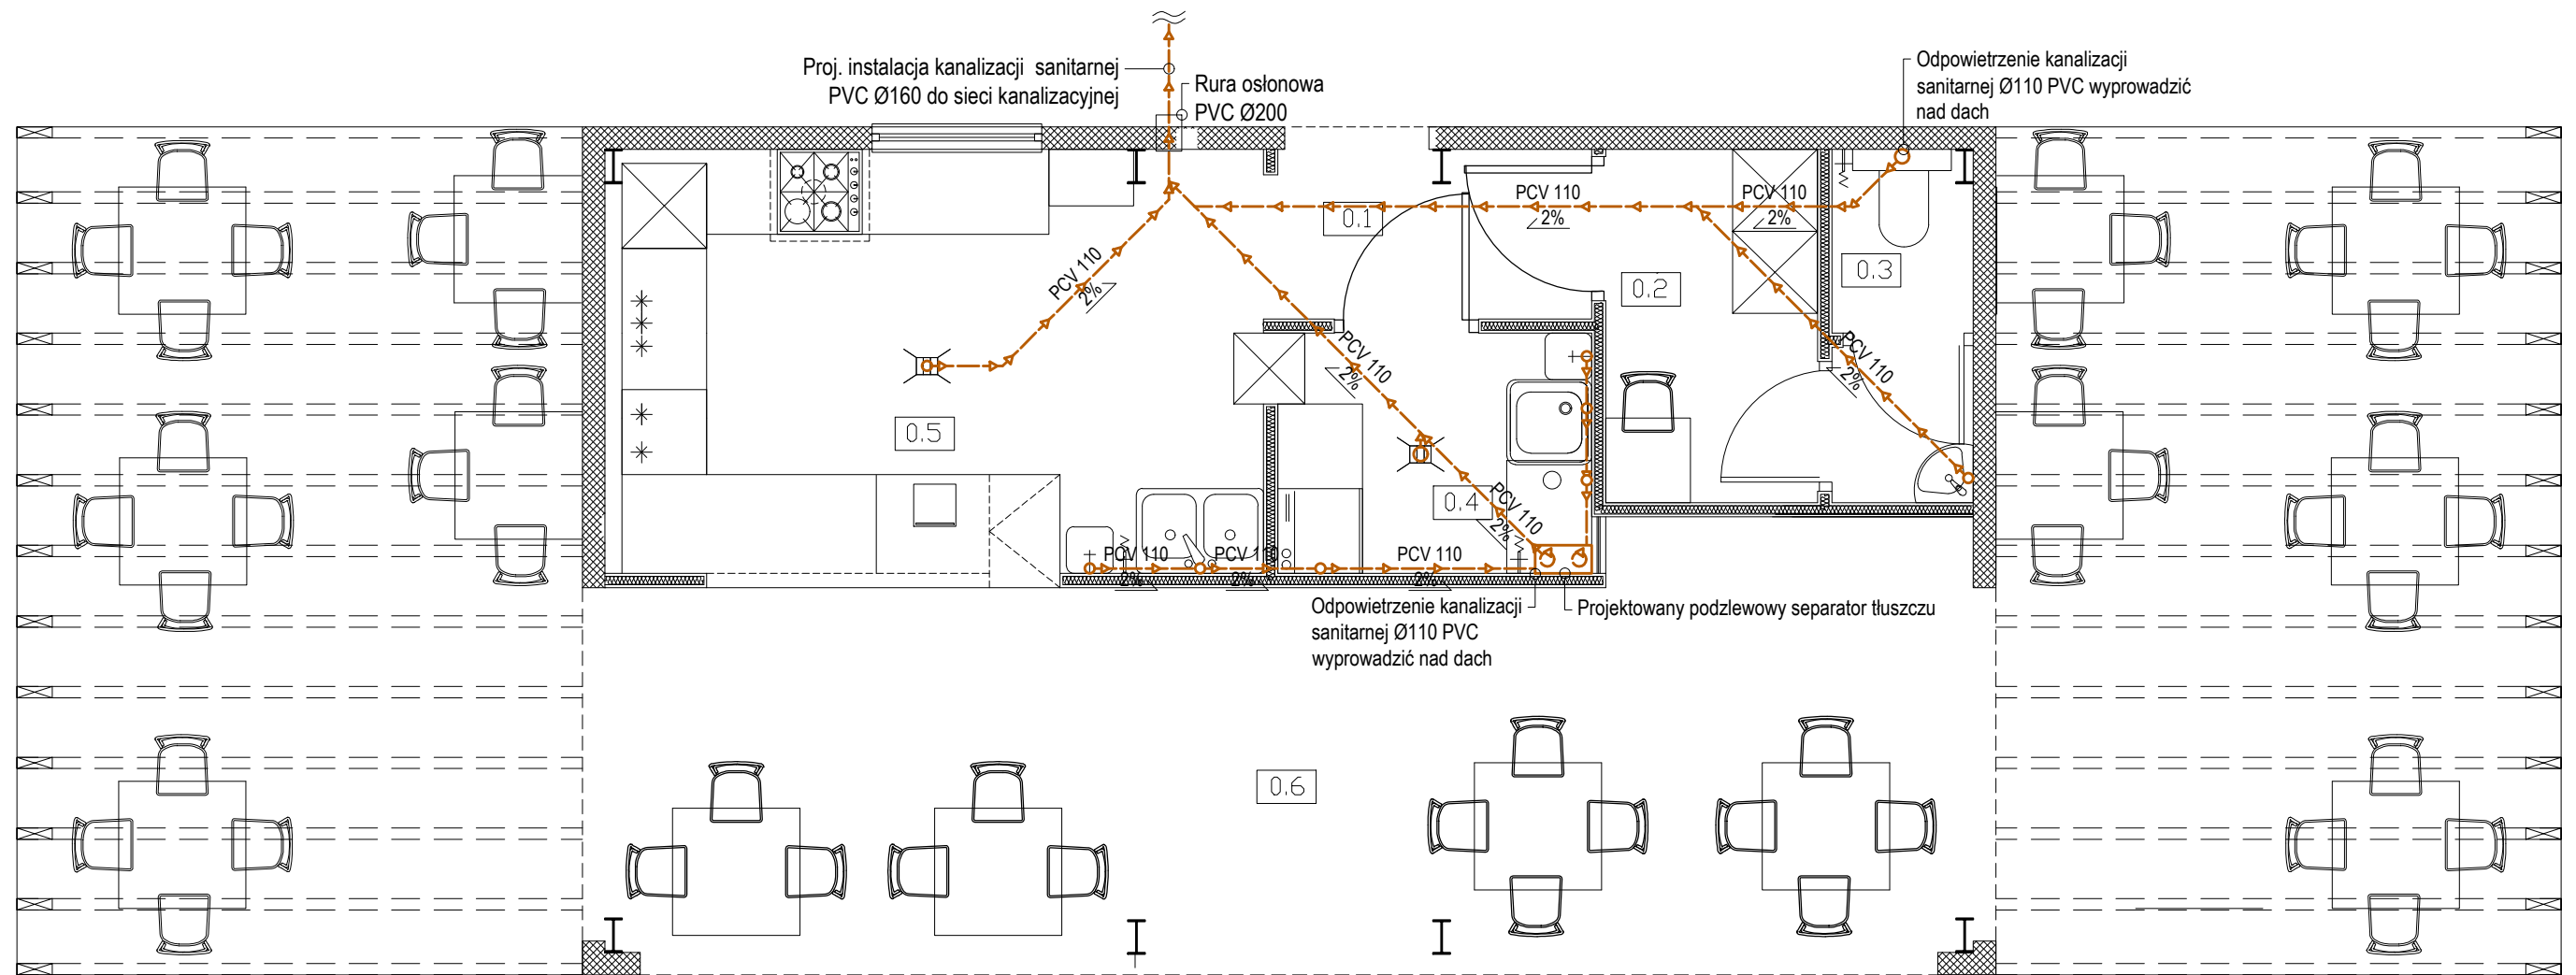 Proj. instalacja kanalizacji sanitarnej
PVC Ø160 do sieci kanalizacyjnej
Rura osłonowa
PVC Ø200
Odpowietrzenie kanalizacji
sanitarnej Ø110 PVC wyprowadzić
nad dach
PCV 110
2%
PCV 110
2%
0.1
0.2
0.3
PCV 110
2%
PCV 110
2%
PCV 110
2%
0.5
0.4
PCV 110
2%
PCV 110
2%
PCV 110
2%
PCV 110
2%
Odpowietrzenie kanalizacji
sanitarnej Ø110 PVC
wyprowadzić nad dach
Projektowany podzlewowy separator tłuszczu
0.6